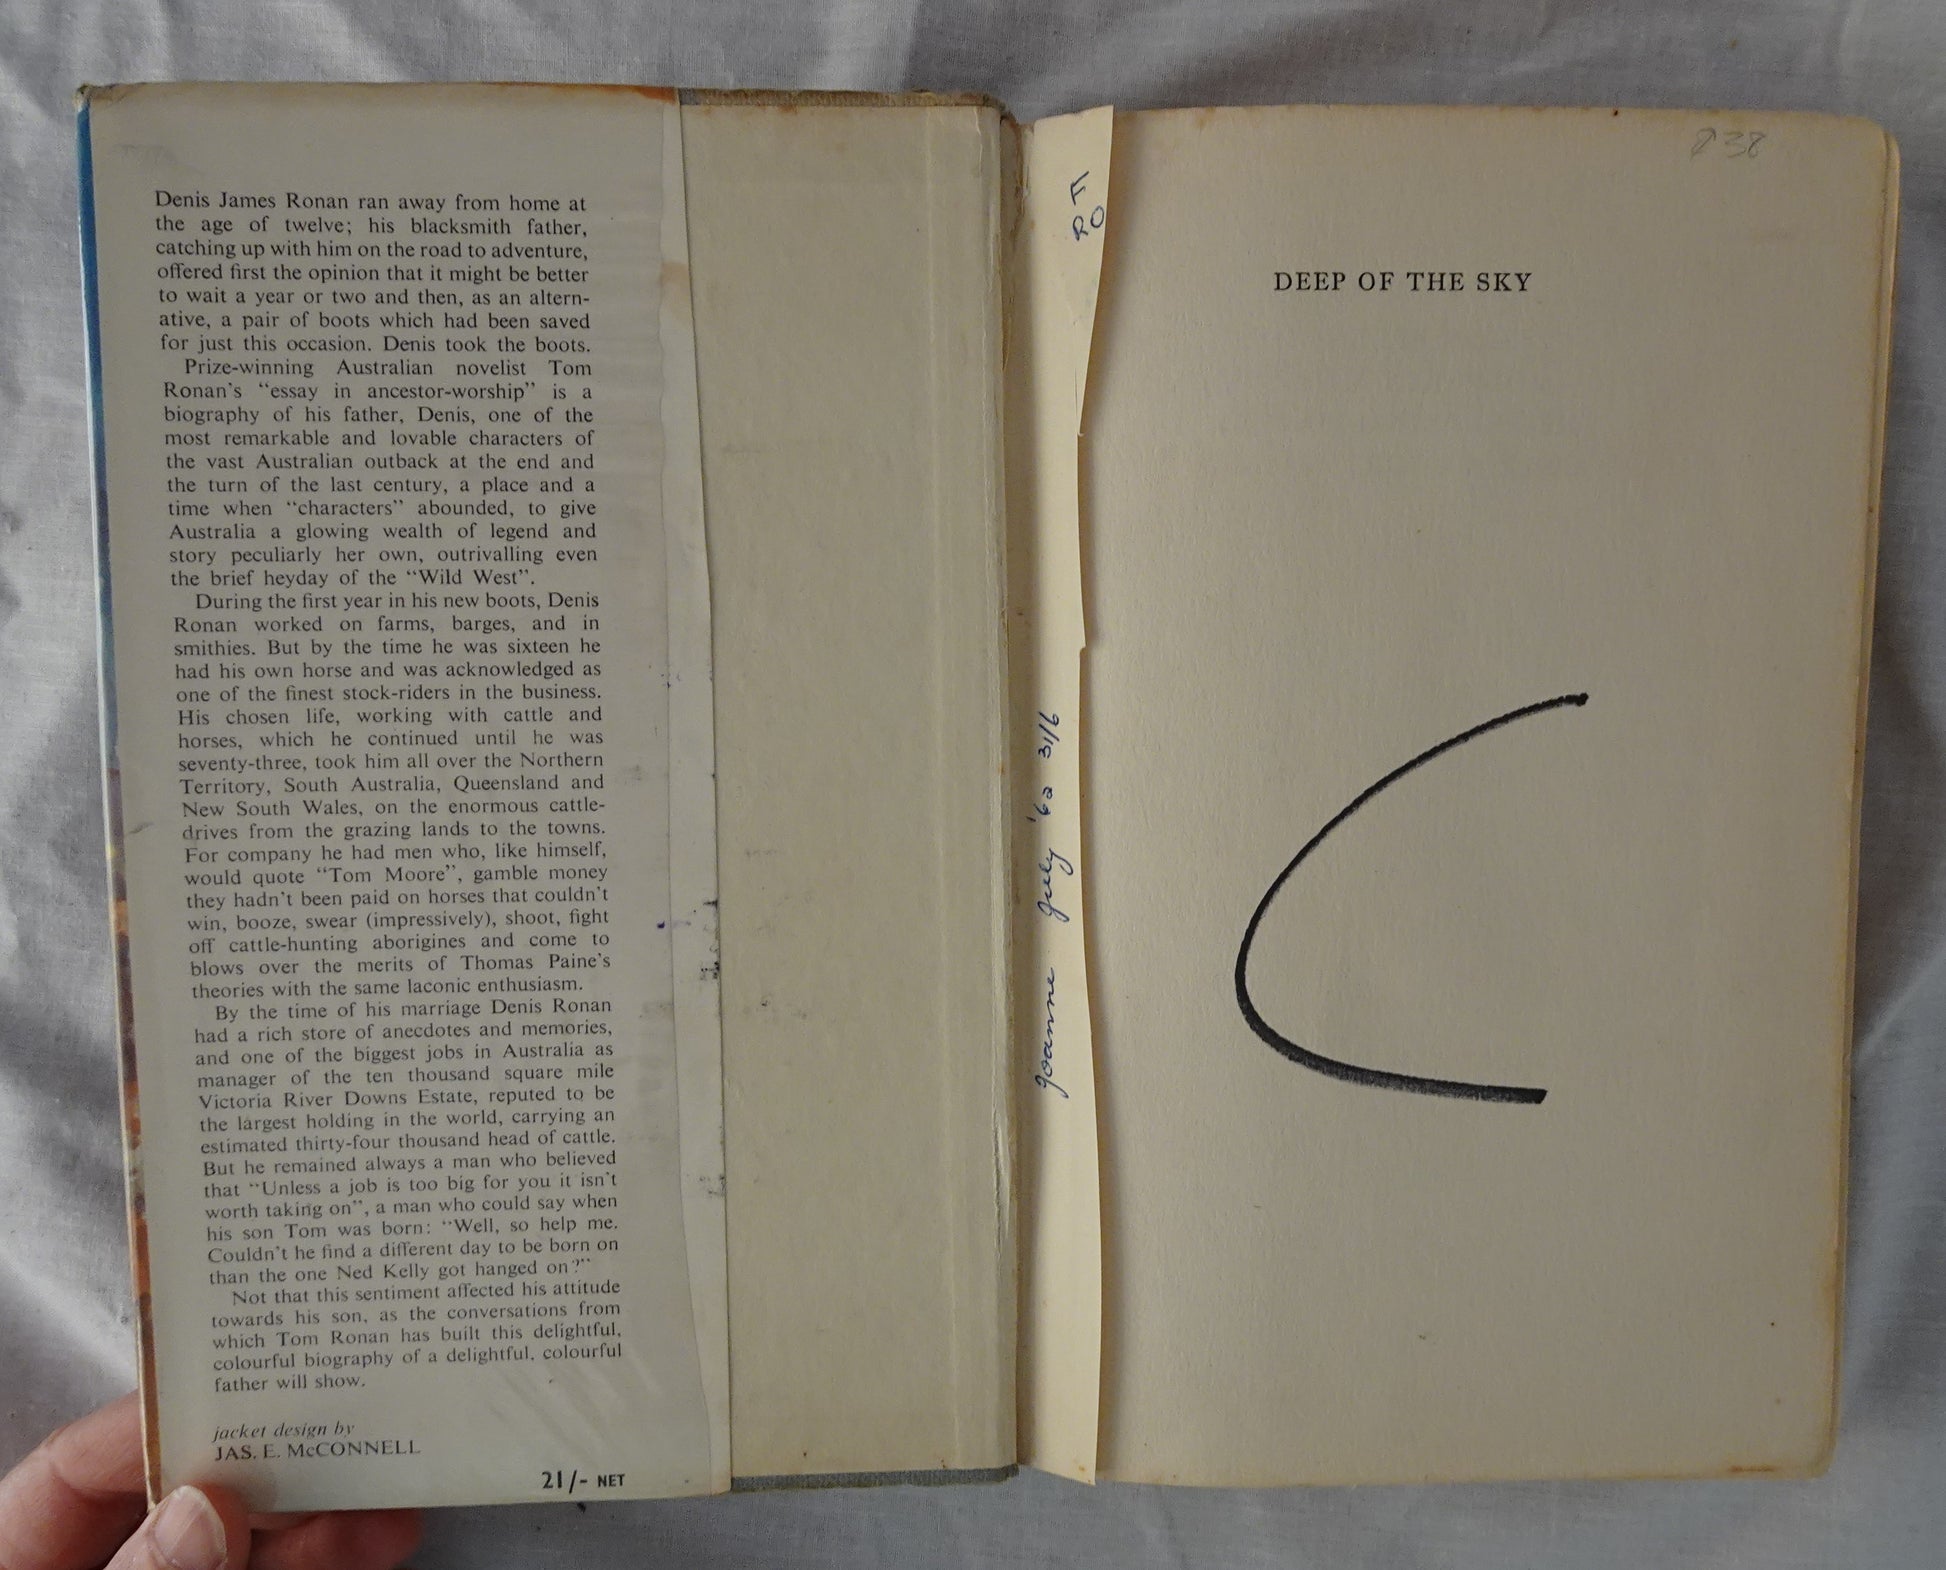 Denis James Ronan ran away from home at
the age of twelve; his blacksmith father,
catching up with him on the road to adventure,
offered first the opinion that it might be better
to wait a year or two and then, as an altern-
ative, a pair of boots which had been saved
for just this occasion. Denis took the boots.
Prize-winning Australian novelist Tom
Ronan's "essay in ancestor-worship" is a
biography of his father, Denis, one of the
most remarkable and lovable characters of
the vast Australian outback at the end and
the turn of the last century, a place and a
time when "characters" abounded, to give
Australia a glowing wealth of legend and
story peculiarly her own, outrivalling even
the brief heyday of the "Wild West".
During the first year in his new boots, Denis
Ronan worked on farms, barges, and in
smithies. But by the time he was sixteen he
had his own horse and was acknowledged as
one of the finest stock-riders in the business.
His chosen life, working with cattle and
horses, which he continued until he was
seventy-three, took him all over the Northern
Territory, South Australia, Queensland and
New South Wales, on the enormous cattle-
drives from the grazing lands to the towns.
For company he had men who, like himself,
would quote "Tom Moore", gamble money
they hadn't been paid on horses that couldn't
win, booze, swear (impressively), shoot, fight
off cattle-hunting aborigines and come to
blows over the merits of Thomas Paine's
theories with the same laconic enthusiasm.
By the time of his marriage Denis Ronan
had a rich store of anecdotes and memories,
and one of the biggest jobs in Australia as
manager of the ten thousand square mile
Victoria River Downs Estate, reputed to be
the largest holding in the world, carrying an
estimated thirty-four thousand head of cattle.
But he remained always a man who believed
that "Unless a job is too big for you it isn't
worth taking on", a man who could say when
his son Tom was born: "Well, so help me.
Couldn't he find a different day to be born on
than the one Ned Kelly got hanged on?"
Not that this sentiment affected his attitude
towards his son, as the conversations from
which Tom Ronan has built this delightful,
colourful biography of a delightful, colourful
father will show.
jacket design by
JAS. E. McCONNELL
21/- NET
Joanne July '62 31/6
DEEP OF THE SKY
C